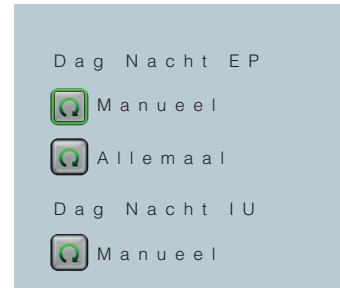 Dag Nacht EP
Manueel
Allemaal
Dag Nacht IU
Manueel